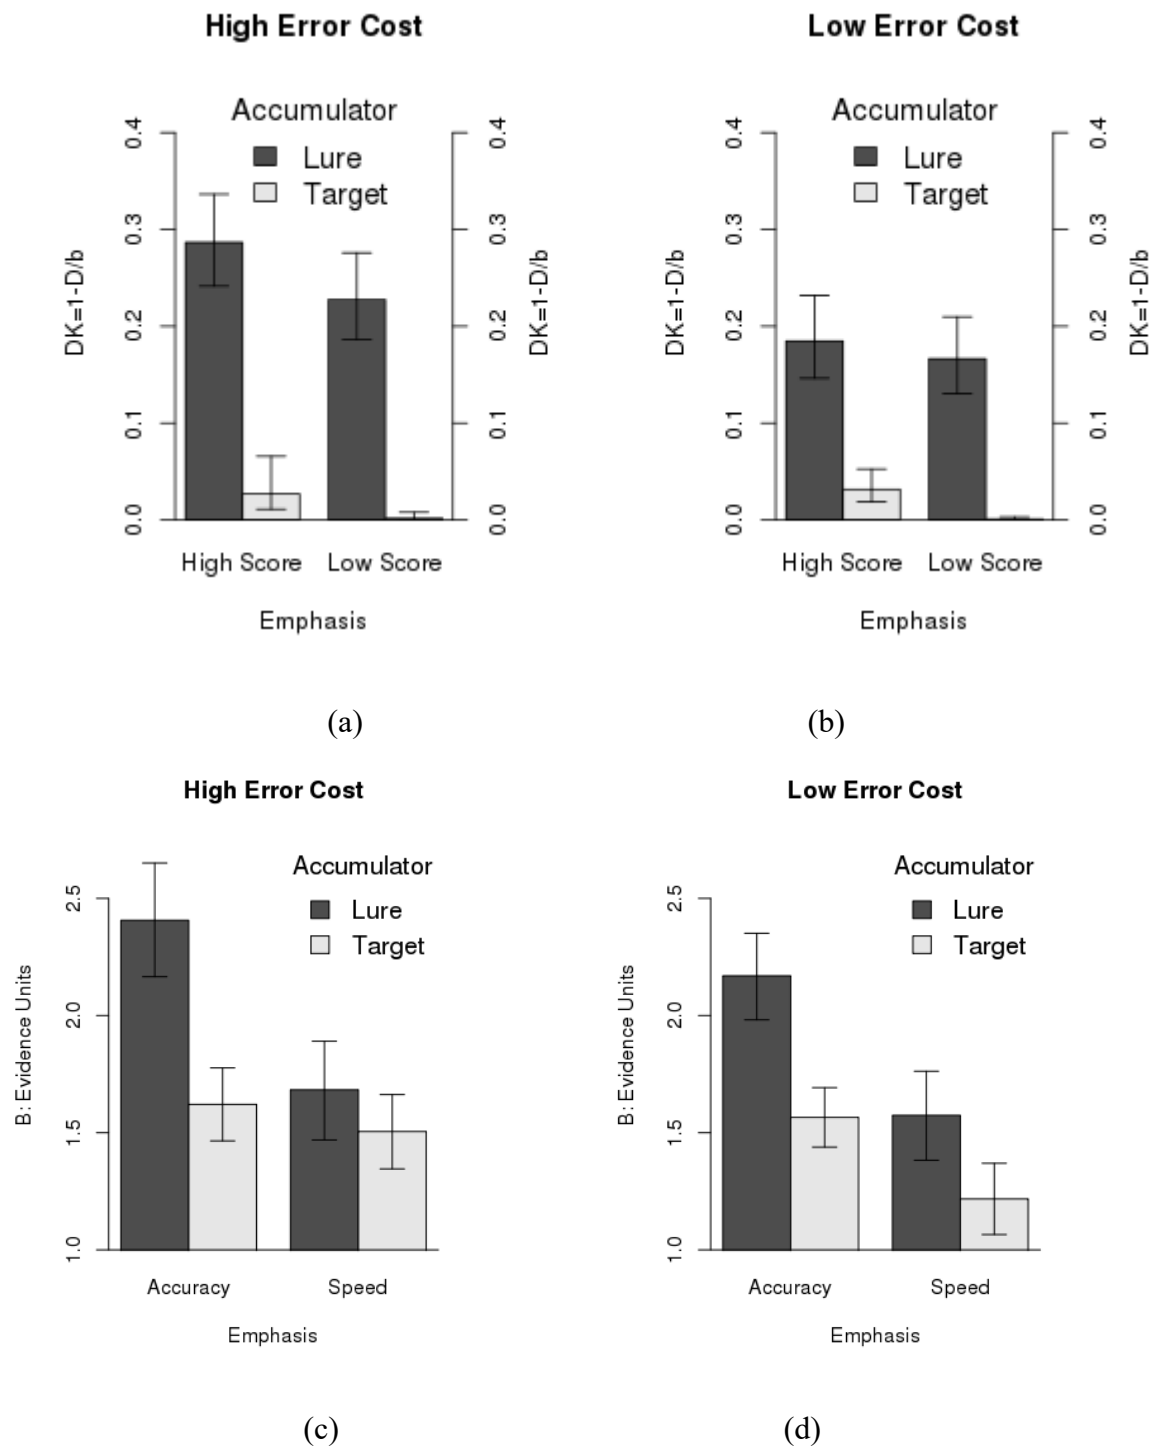 High Error Cost
Accumulator
Lure
Target
DK=1-D/b
0.0 0.1 0.2 0.3 0.4
0.0 0.1 0.2 0.3 0.4
DK=1-D/b
High Score Low Score
Emphasis
(a)
Low Error Cost
Accumulator
Lure
Target
DK=1-D/b
0.0 0.1 0.2 0.3 0.4
0.0 0.1 0.2 0.3 0.4
DK=1-D/b
High Score Low Score
Emphasis
(b)
High Error Cost
Accumulator
Lure
Target
B: Evidence Units
1.0 1.5 2.0 2.5
Accuracy Speed
Emphasis
(c)
Low Error Cost
Accumulator
Lure
Target
B: Evidence Units
1.0 1.5 2.0 2.5
Accuracy Speed
Emphasis
(d)